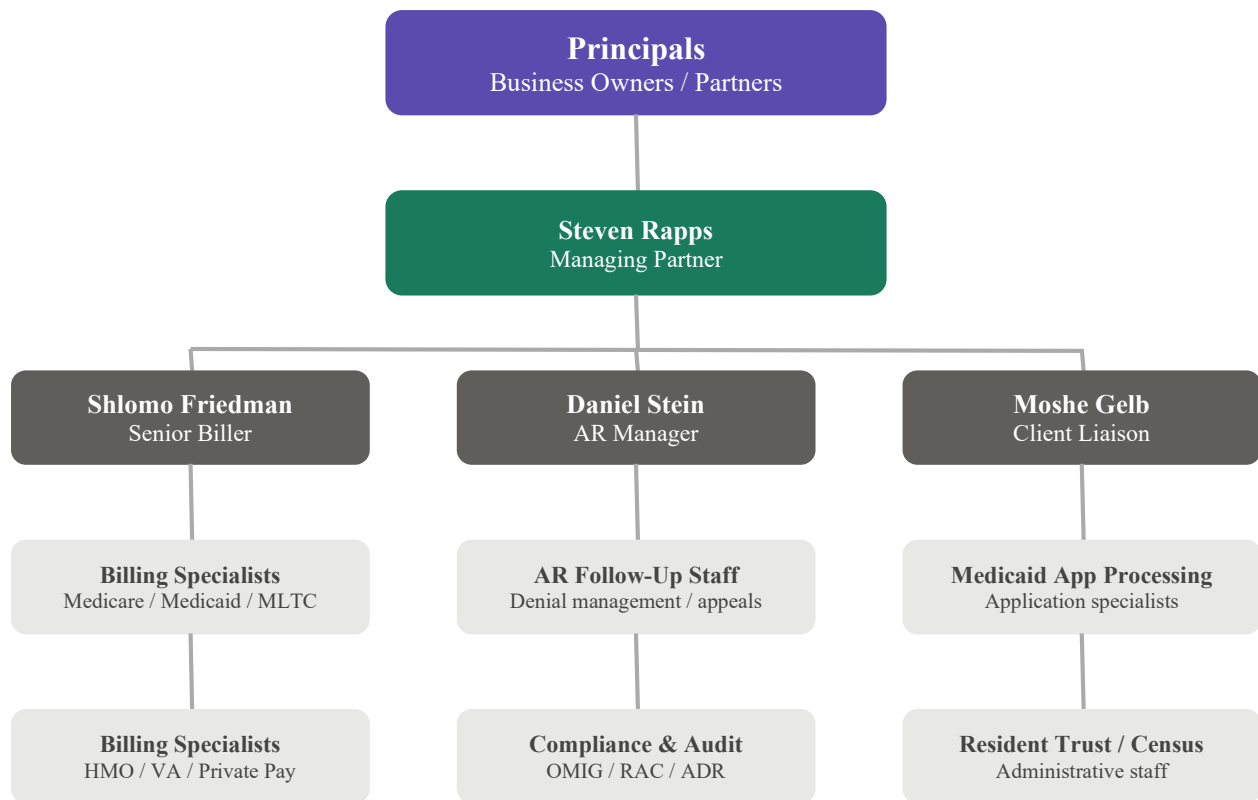 Principals
Business Owners / Partners
Steven Rapps
Managing Partner
Shlomo Friedman
Senior Biller
Daniel Stein
AR Manager
Moshe Gelb
Client Liaison
Billing Specialists
Medicare / Medicaid / MLTC
AR Follow-Up Staff
Denial management / appeals
Medicaid App Processing
Application specialists
Billing Specialists
HMO / VA / Private Pay
Compliance & Audit
OMIG / RAC / ADR
Resident Trust / Census
Administrative staff